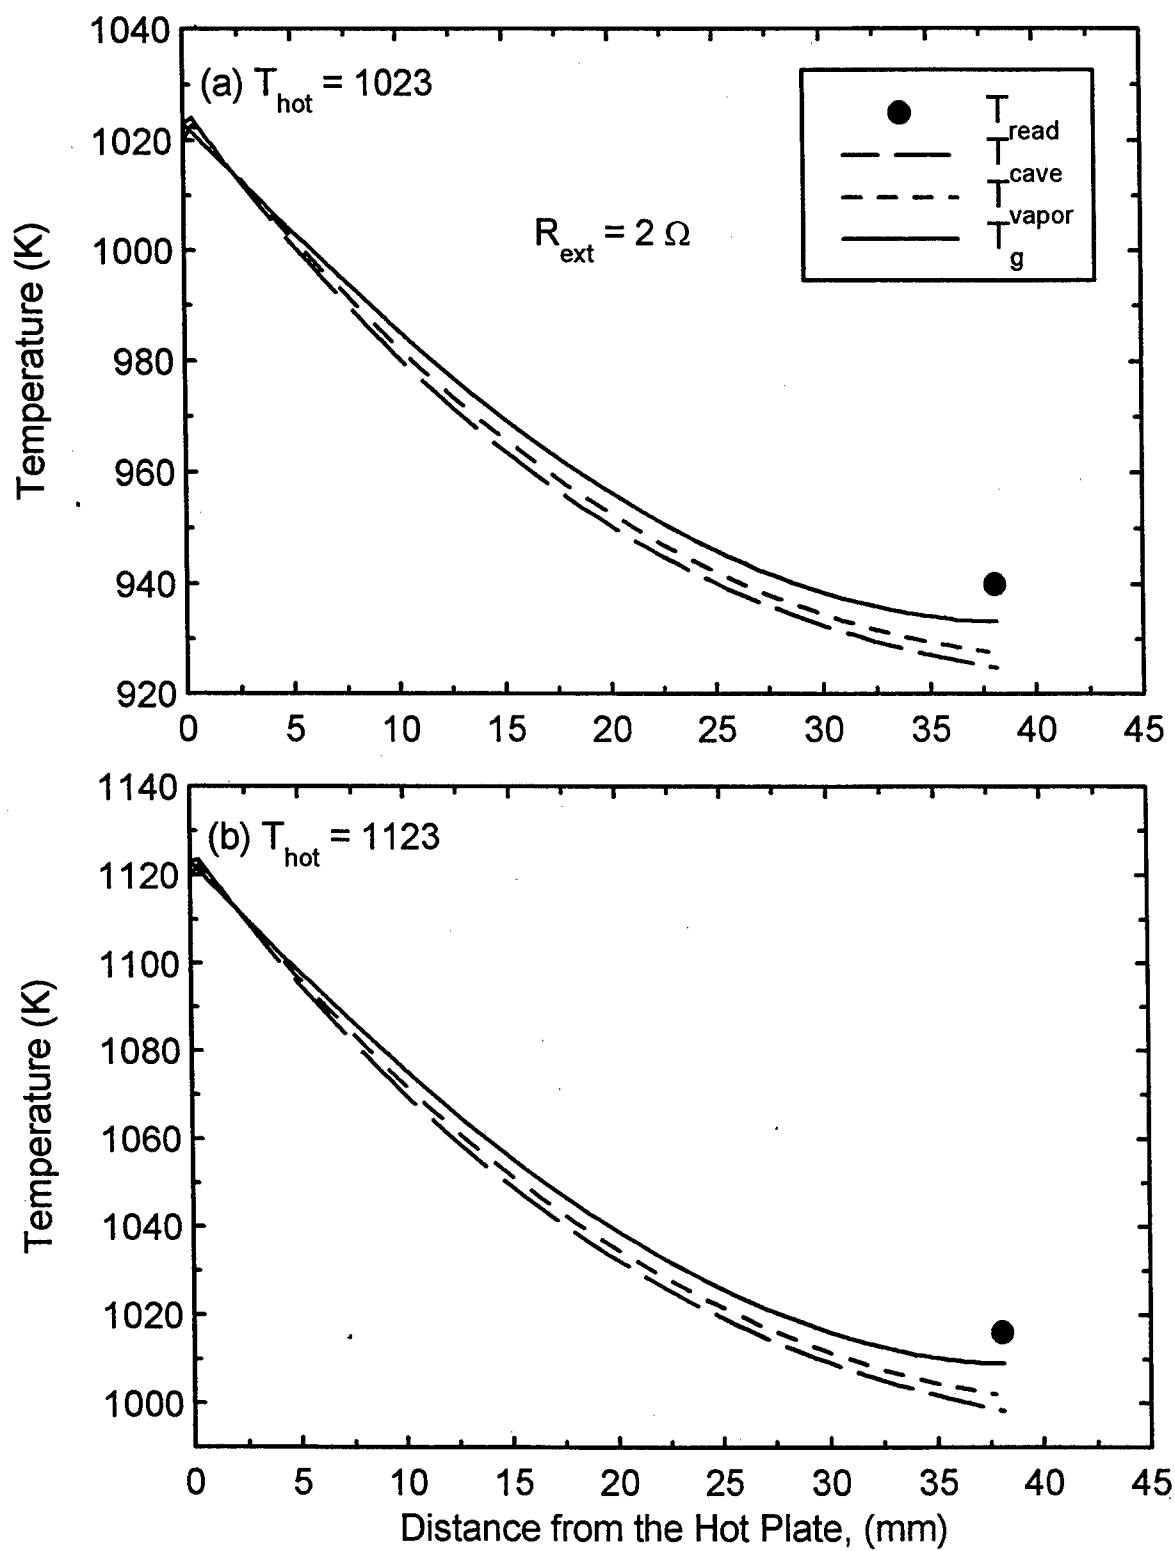 1040
(a) T_hot = 1023
T_read
1020
T_cave
T_vapor
R_ext = 2 Ω
T_g
1000
980
960
940
920
Temperature (K)
0 5 10 15 20 25 30 35 40 45
1140
(b) T_hot = 1123
1120
1100
1080
1060
1040
1020
1000
Temperature (K)
0 5 10 15 20 25 30 35 40 45
Distance from the Hot Plate, (mm)